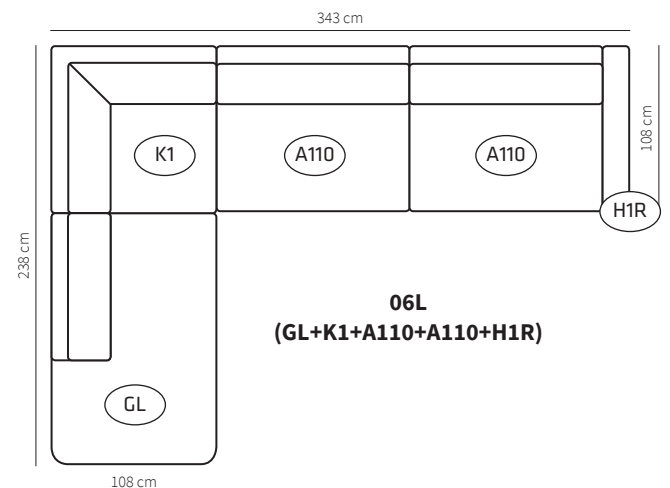 343 cm
K1
A110
A110
108 cm
H1R
238 cm
06L
(GL+K1+A110+A110+H1R)
GL
108 cm